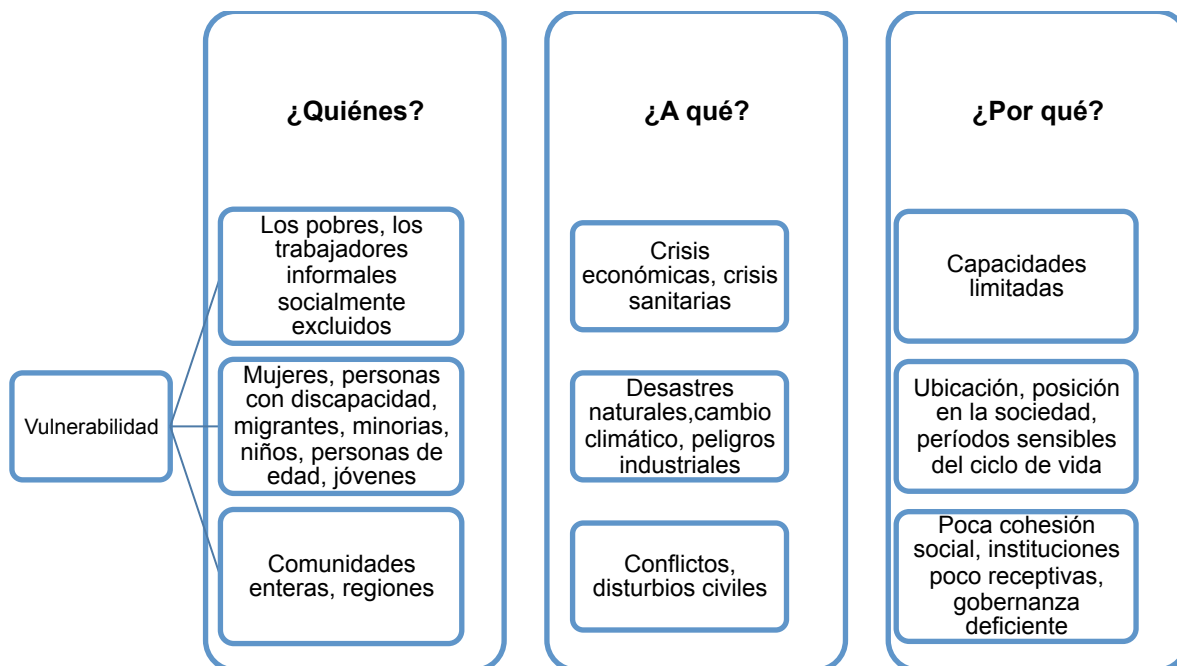 ¿Quiénes?
Los pobres, los
trabajadores
informales
socialmente
excluidos
Mujeres, personas
con discapacidad,
migrantes, minorias,
niños, personas de
edad, jóvenes
Comunidades
enteras, regiones
Vulnerabilidad
¿A qué?
Crisis
económicas, crisis
sanitarias
Desastres
naturales,cambio
climático, peligros
industriales
Conflictos,
disturbios civiles
¿Por qué?
Capacidades
limitadas
Ubicación, posición
en la sociedad,
períodos sensibles
del ciclo de vida
Poca cohesión
social, instituciones
poco receptivas,
gobernanza
deficiente